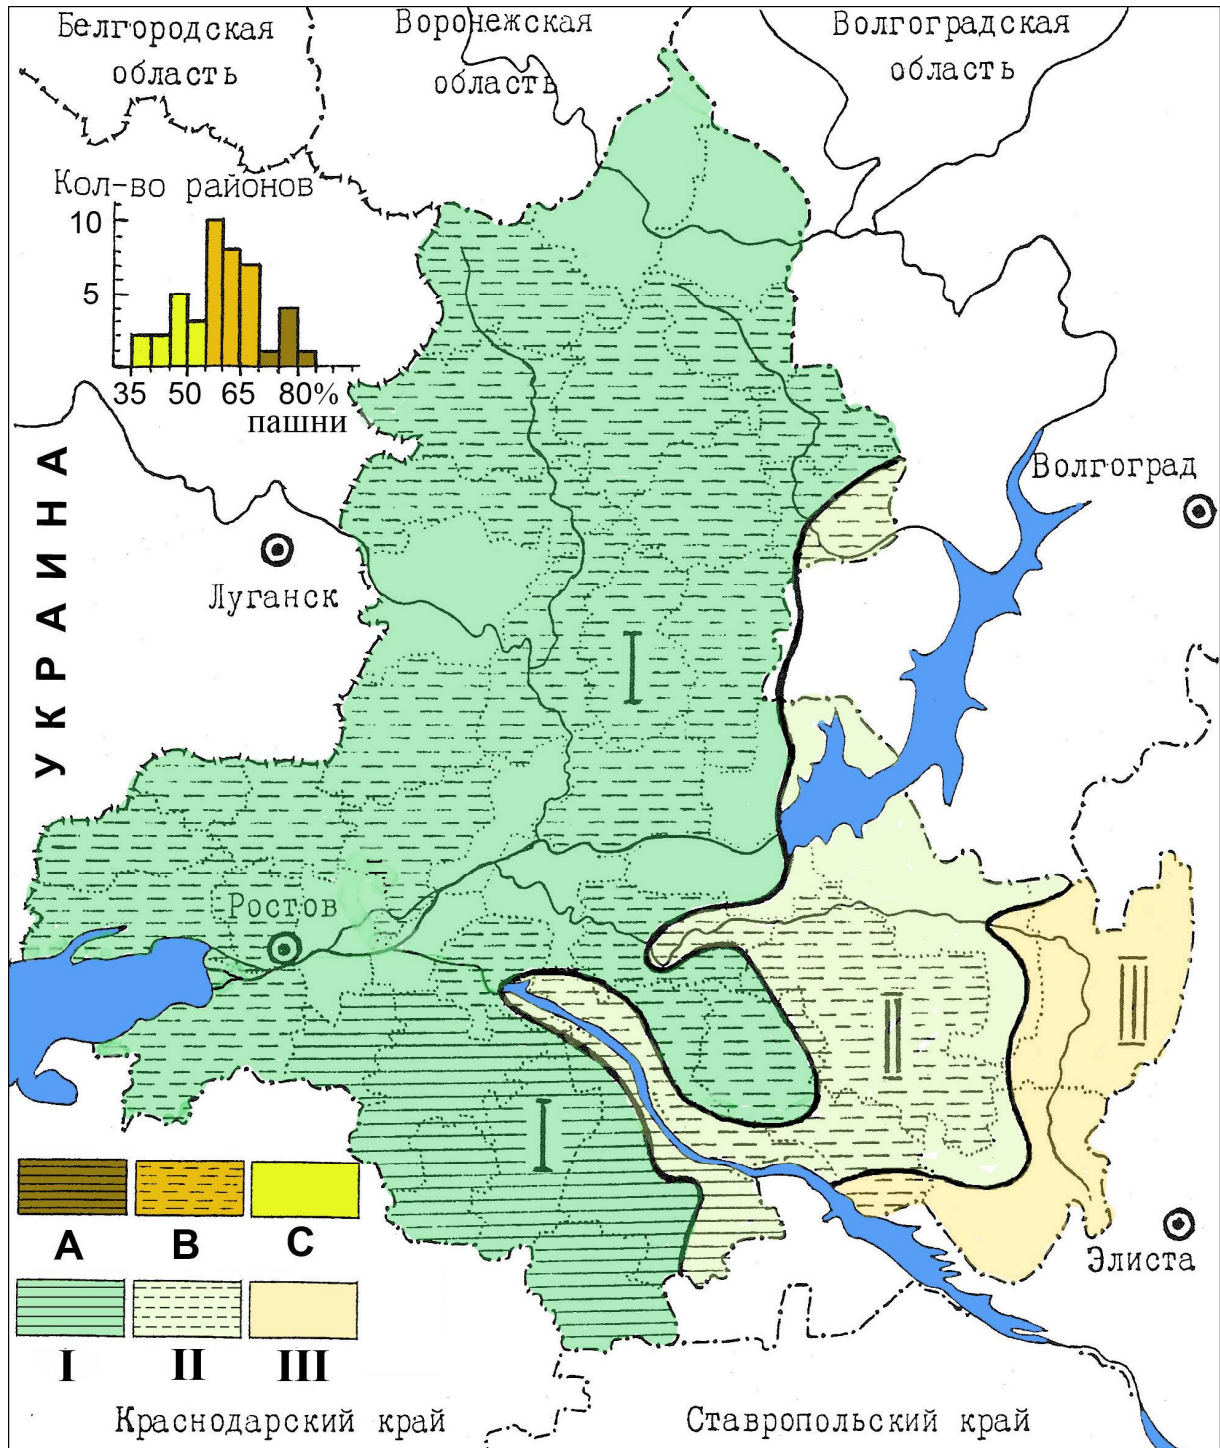 Белгородская
область
Воронежская
область
Волгоградская
область
Кол-во районов
10
5
35 50 65 80%
пашни
УКРАИНА
Луганск
Волгоград
I
Ростов
II
III
I
A B C
I II III
Элиста
Краснодарский край
Ставропольский край